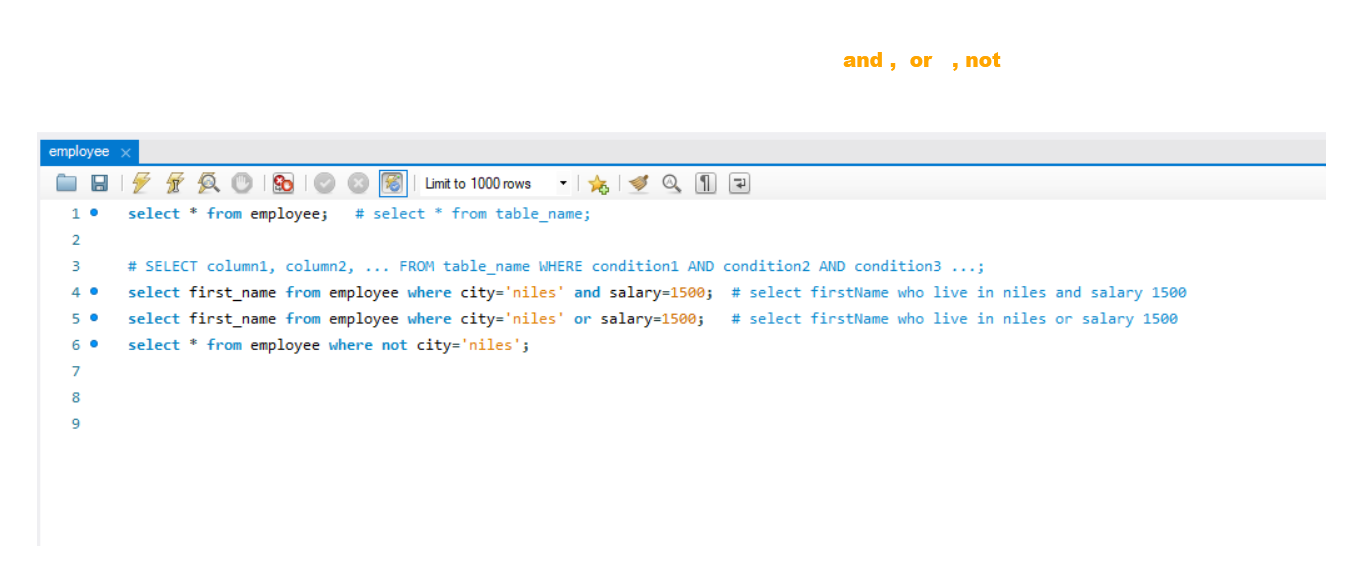 and , or , not
employee
Limit to 1000 rows
1 select * from employee; # select * from table_name;
2
3 # SELECT column1, column2, ... FROM table_name WHERE condition1 AND condition2 AND condition3 ...;
4 select first_name from employee where city='niles' and salary=1500; # select firstName who live in niles and salary 1500
5 select first_name from employee where city='niles' or salary=1500; # select firstName who live in niles or salary 1500
6 select * from employee where not city='niles';
7
8
9